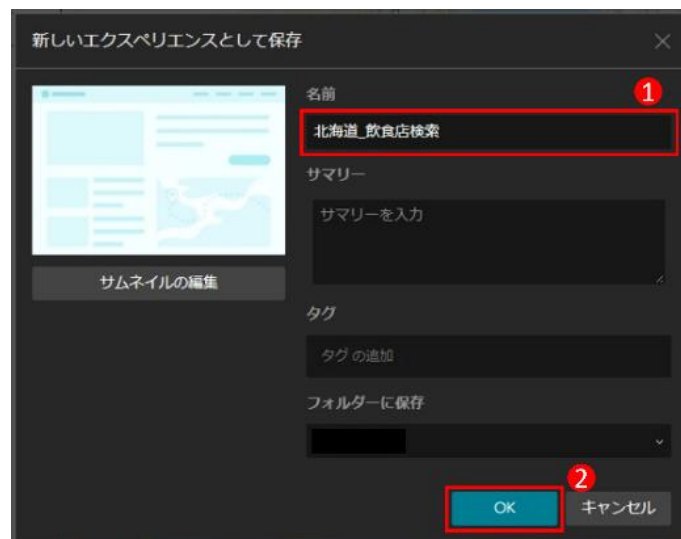 新しいエクスペリエンスとして保存
名前
1
北海道_飲食店検索
サマリー
サマリーを入力
サムネイルの編集
タグ
タグ の追加
フォルダーに保存
2
OK
キャンセル